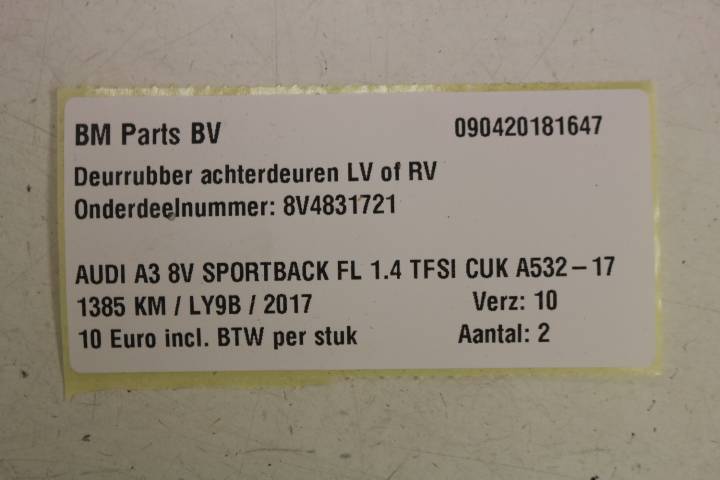 BM Parts BV 090420181647
Deurrubber achterdeuren LV of RV
Onderdeelnummer: 8V4831721
AUDI A3 8V SPORTBACK FL 1.4 TFSI CUK A532-17
1385 KM / LY9B / 2017 Verz: 10
10 Euro incl. BTW per stuk Aantal: 2